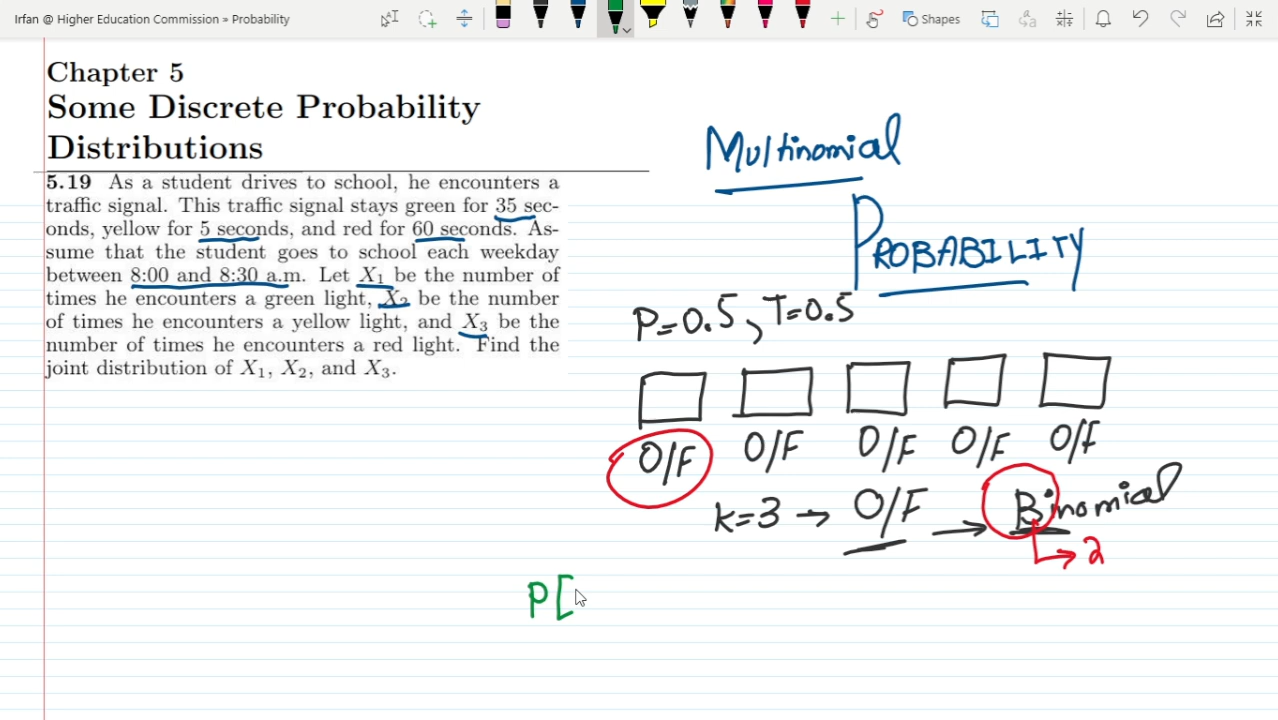 Irfan @ Higher Education Commission » Probability
Shapes
Chapter 5
Some Discrete Probability
Distributions
5.19 As a student drives to school, he encounters a
traffic signal. This traffic signal stays green for 35 sec-
onds, yellow for 5 seconds, and red for 60 seconds. As-
sume that the student goes to school each weekday
between 8:00 and 8:30 a.m. Let X₁ be the number of
times he encounters a green light, X₂ be the number
of times he encounters a yellow light, and X₃ be the
number of times he encounters a red light. Find the
joint distribution of X₁, X₂, and X₃.
Multinomial
PROBABILITY
P=0.5, T=0.5
O/F O/F O/F O/F O/F
k=3 → O/F → Binomial
→ 2
P[